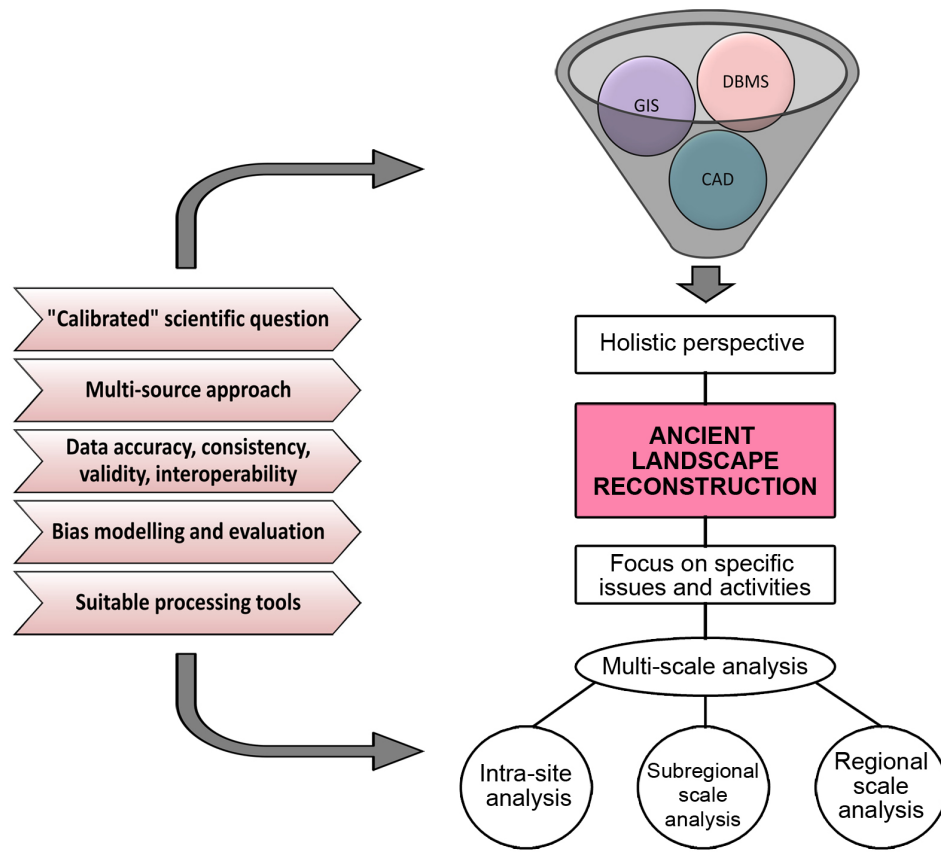 GIS
DBMS
CAD
"Calibrated" scientific question
Multi-source approach
Data accuracy, consistency,
validity, interoperability
Bias modelling and evaluation
Suitable processing tools
Holistic perspective
ANCIENT
LANDSCAPE
RECONSTRUCTION
Focus on specific
issues and activities
Multi-scale analysis
Intra-site
analysis
Subregional
scale
analysis
Regional
scale
analysis